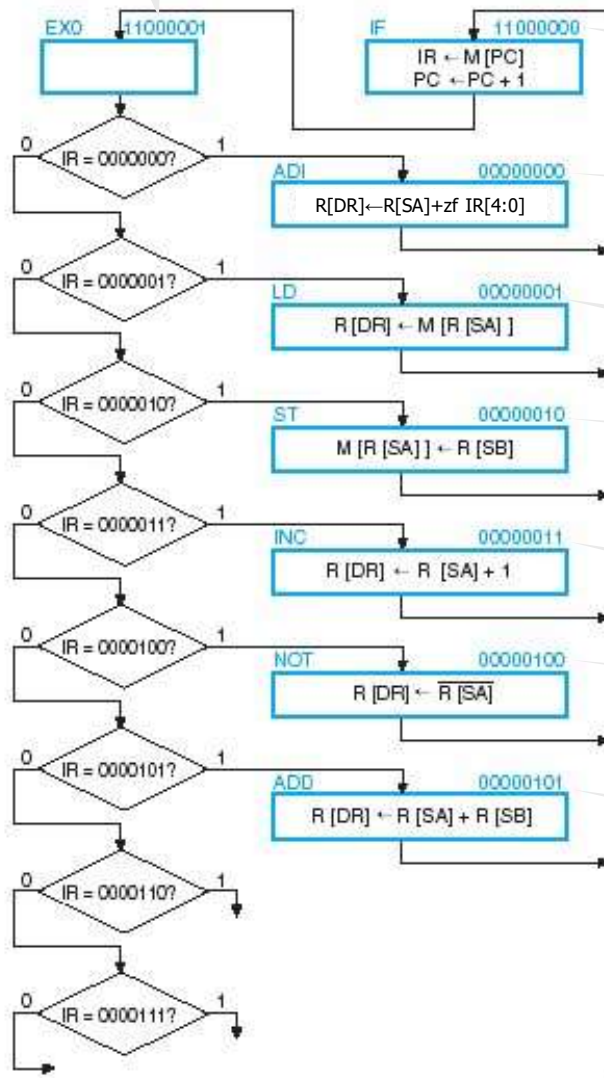 EX0 11000001
IF 11000000
IR ← M [PC]
PC ← PC + 1
0 IR = 0000000? 1
ADI 00000000
R[DR]←R[SA]+zf IR[4:0]
0 IR = 0000001? 1
LD 00000001
R [DR] ← M [R [SA] ]
0 IR = 0000010? 1
ST 00000010
M [R [SA] ] ← R [SB]
0 IR = 0000011? 1
INC 00000011
R [DR] ← R [SA] + 1
0 IR = 0000100? 1
NOT 00000100
R [DR] ← R [SA]
0 IR = 0000101? 1
ADD 00000101
R [DR] ← R [SA] + R [SB]
0 IR = 0000110? 1
0 IR = 0000111? 1